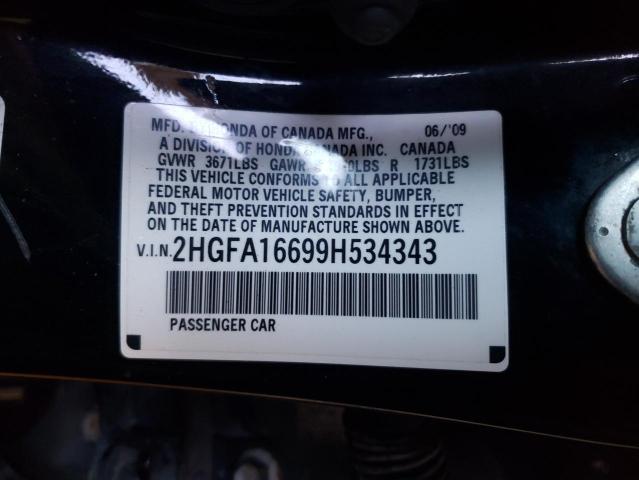 MFD. HONDA OF CANADA MFG., 06/'09
A DIVISION OF HONDA CANADA INC. CANADA
GVWR 3671LBS GAWR R 1731LBS
THIS VEHICLE CONFORMS TO ALL APPLICABLE
FEDERAL MOTOR VEHICLE SAFETY, BUMPER,
AND THEFT PREVENTION STANDARDS IN EFFECT
ON THE DATE OF MANUFACTURE SHOWN ABOVE.
V.I.N. 2HGFA16699H534343
PASSENGER CAR